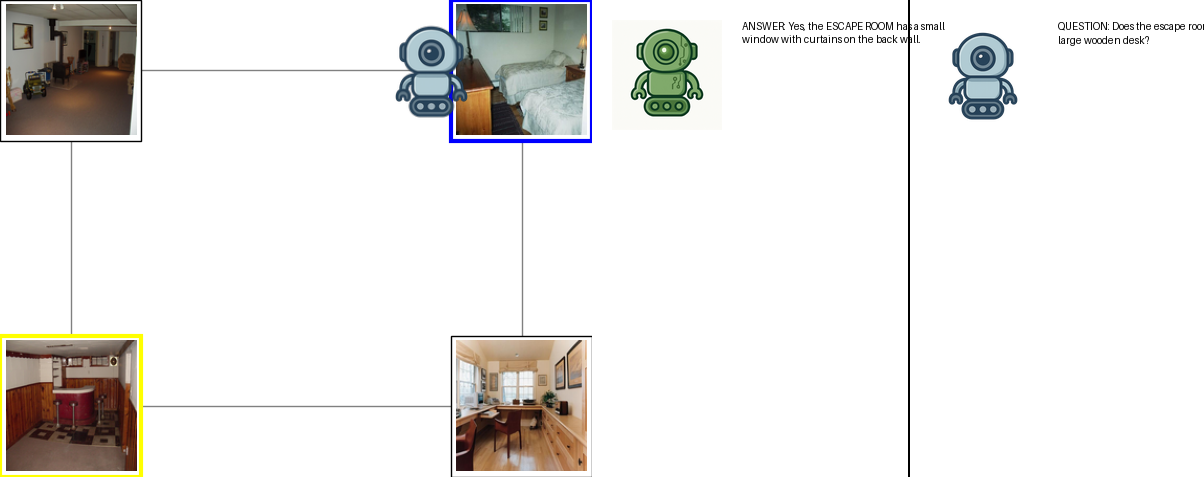 ANSWER: Yes, the ESCAPE ROOM has a small
window with curtains on the back wall.
QUESTION: Does the escape roo
large wooden desk?